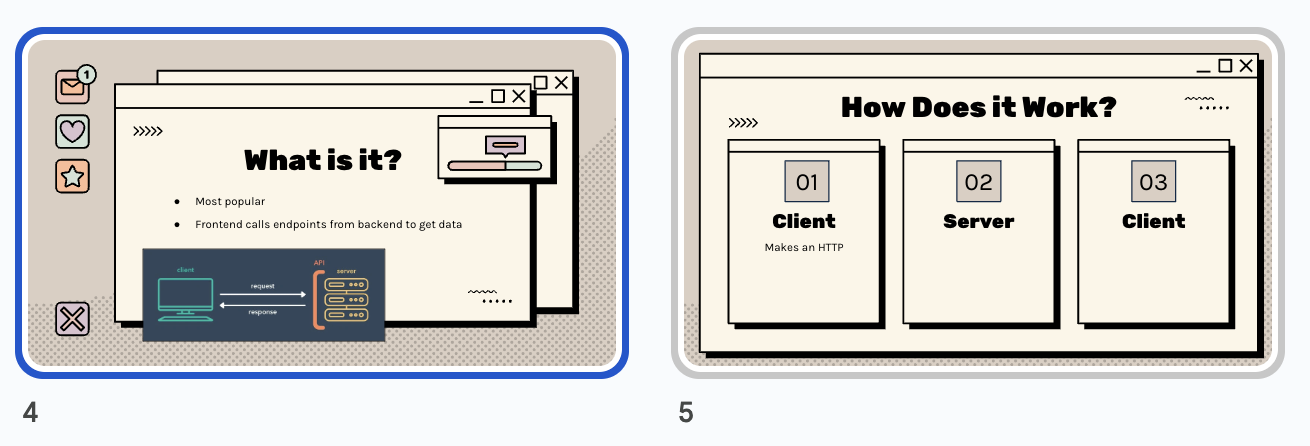 1
What is it?
Most popular
Frontend calls endpoints from backend to get data
client
API
server
request
response
4
How Does it Work?
01
Client
Makes an HTTP
02
Server
03
Client
5